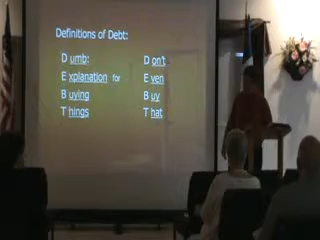 Definitions of Debt:
D umb: D on't
E xplanation for E ven
B uying B uy
T hings T hat